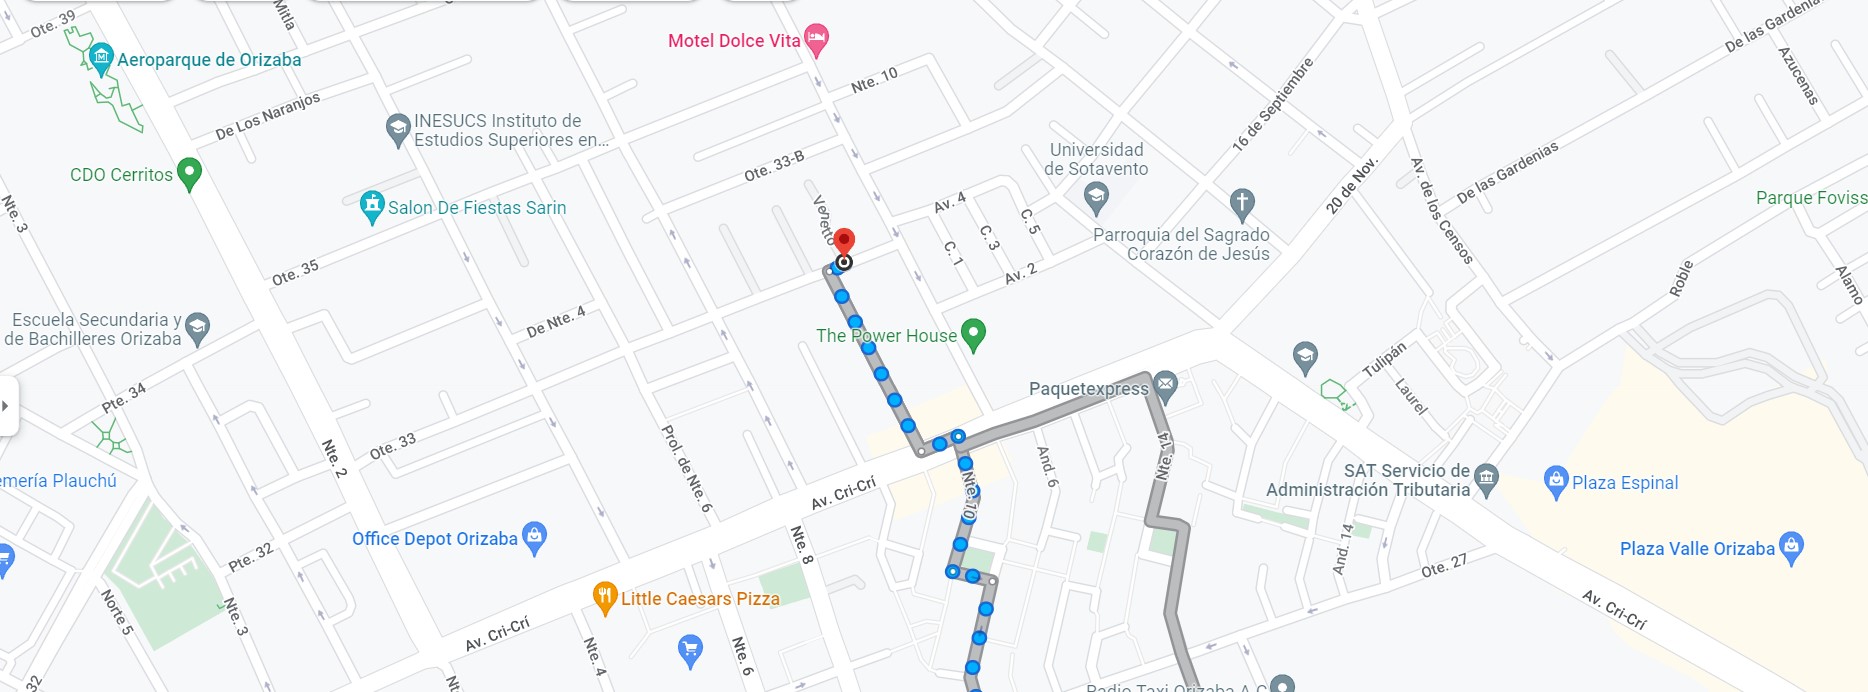 Ote. 39
Mitla
Aeroparque de Orizaba
Motel Dolce Vita
De las Gardenias
Azucenas
De Los Naranjos
INESUCS Instituto de
Estudios Superiores en...
Nte. 10
16 de Septiembre
CDO Cerritos
Ote. 33-B
Universidad
de Sotavento
De las Gardenias
20 de Nov.
Av. de los Censos
Parque Foviss
Nte. 3
Salon De Fiestas Sarin
Venetto
Av. 4
C. 5
C. 3
C. 1
Parroquia del Sagrado
Corazón de Jesús
Ote. 35
Av. 2
Roble
Alamo
Escuela Secundaria y
de Bachilleres Orizaba
De Nte. 4
The Power House
Tulipán
Laurel
Paquetexpress
Pte. 34
Ote. 33
Nte. 2
Prol. de Nte. 6
Nte. 14
And. 6
emería Plauchú
Av. Cri-Crí
Nte. 10
SAT Servicio de
Administración Tributaria
Plaza Espinal
Office Depot Orizaba
Nte. 8
And. 14
Plaza Valle Orizaba
Pte. 32
Ote. 27
Norte 5
Nte. 3
Little Caesars Pizza
Av. Cri-Crí
Av. Cri-Crí
Nte. 4
Nte. 6
32
Nt
Radio Taxi Orizaba A.C